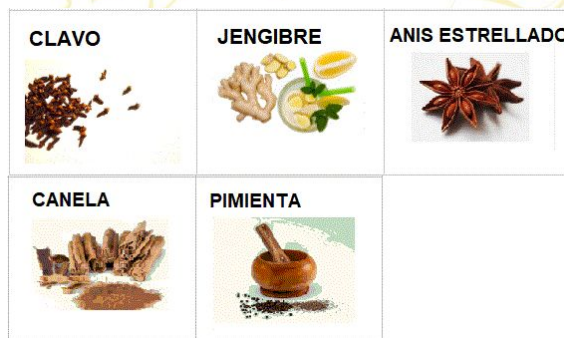 CLAVO
JENGIBRE
ANIS ESTRELLADO
CANELA
PIMIENTA